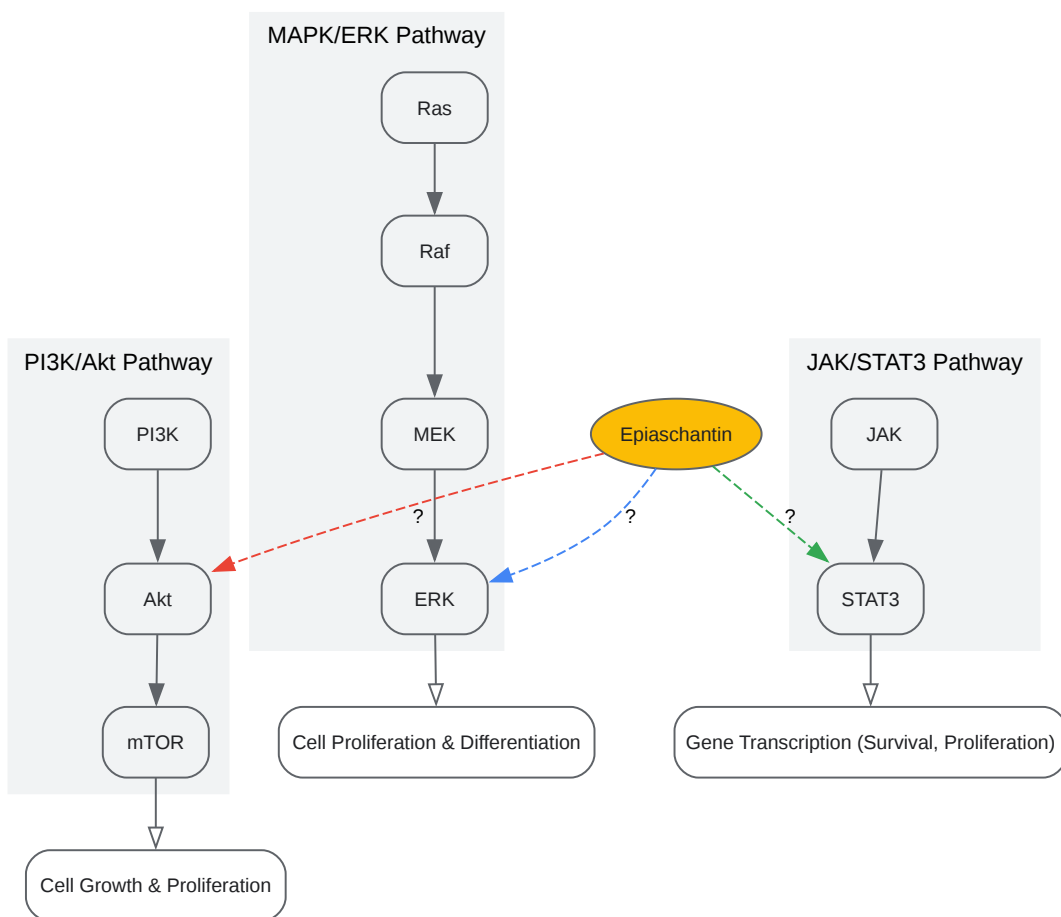 MAPK/ERK Pathway
Ras
Raf
PI3K/Akt Pathway
JAK/STAT3 Pathway
PI3K
MEK
Epiaschantin
JAK
?
?
?
Akt
ERK
STAT3
mTOR
Cell Proliferation & Differentiation
Gene Transcription (Survival, Proliferation)
Cell Growth & Proliferation